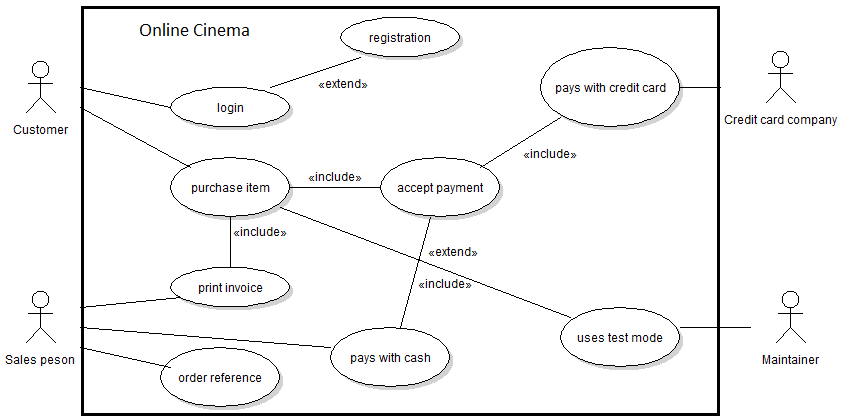 Online Cinema
registration
«extend»
login
pays with credit card
Customer
Credit card company
«include»
purchase item
«include»
accept payment
«include»
«extend»
«include»
print invoice
uses test mode
Sales peson
pays with cash
Maintainer
order reference